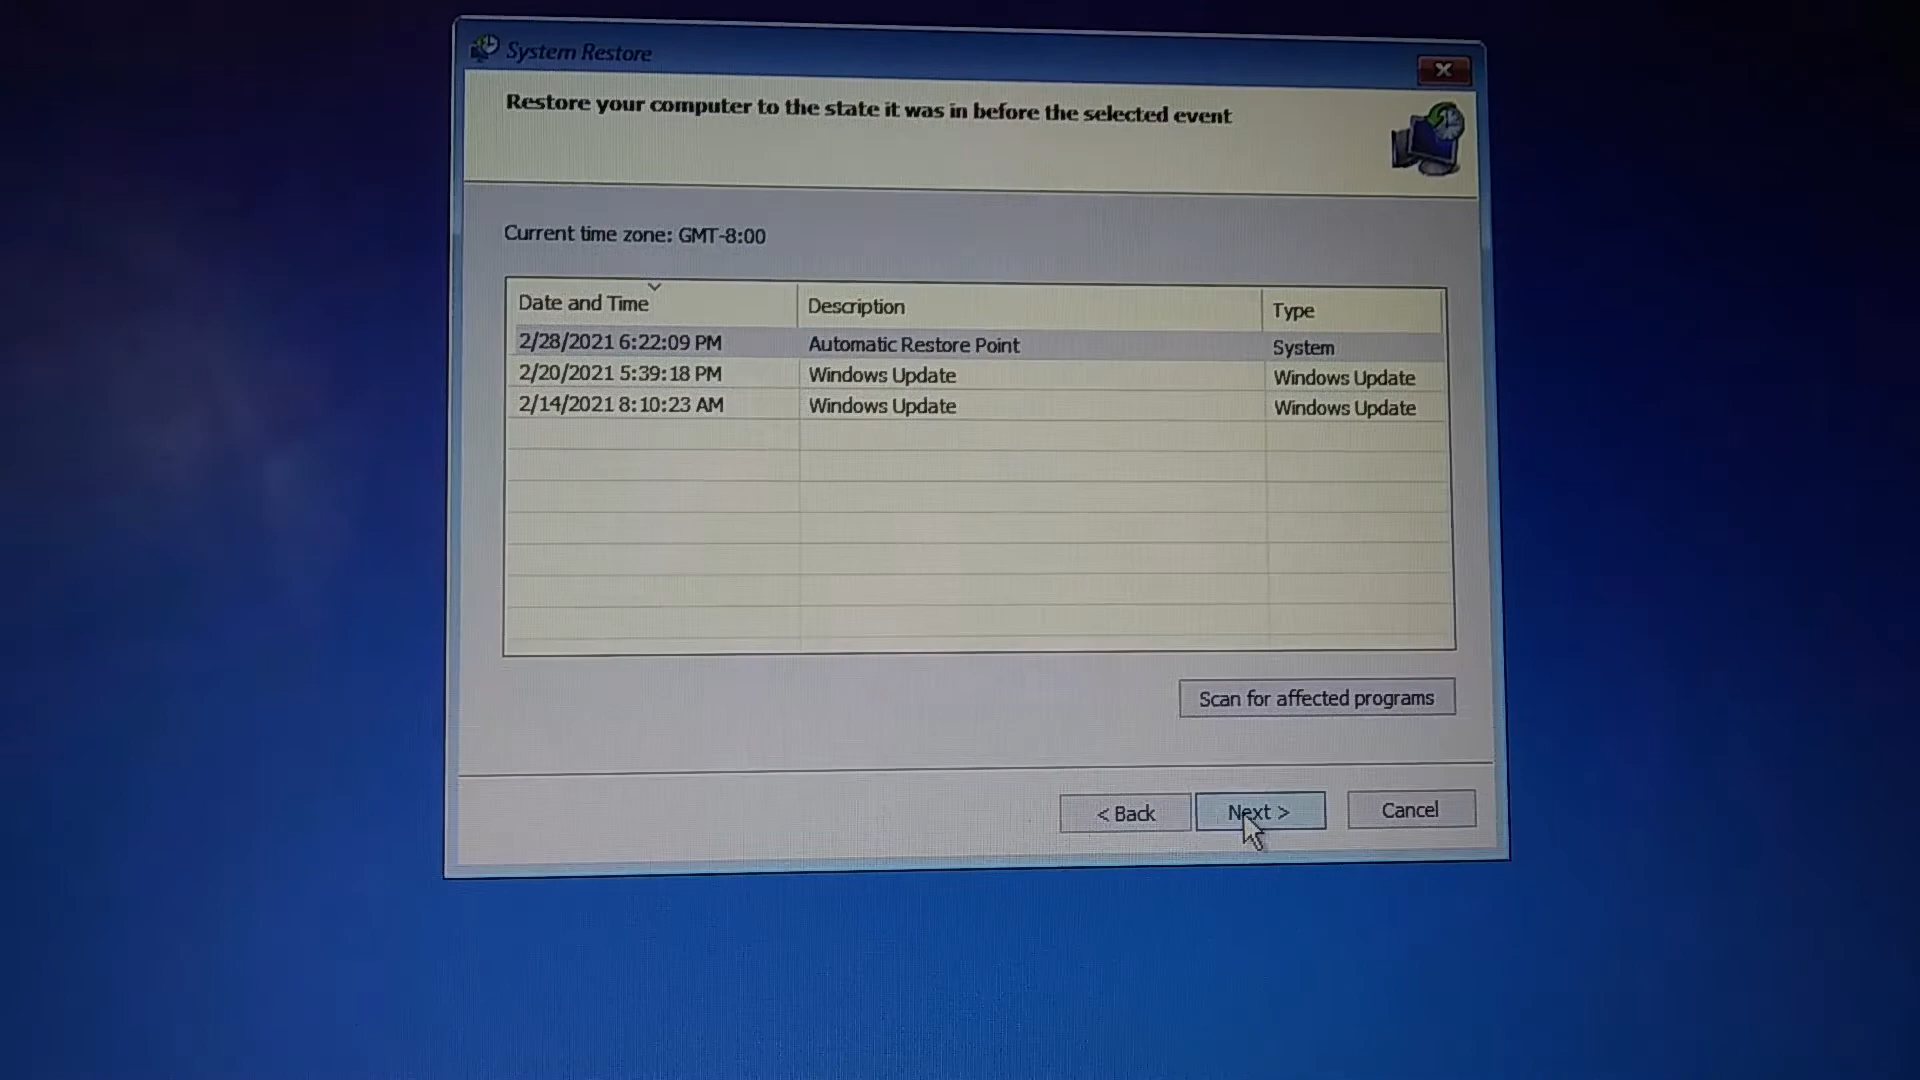 System Restore
Restore your computer to the state it was in before the selected event
Current time zone: GMT-8:00
Date and Time Description Type
2/28/2021 6:22:09 PM Automatic Restore Point System
2/20/2021 5:39:18 PM Windows Update Windows Update
2/14/2021 8:10:23 AM Windows Update Windows Update
Scan for affected programs
< Back Next > Cancel